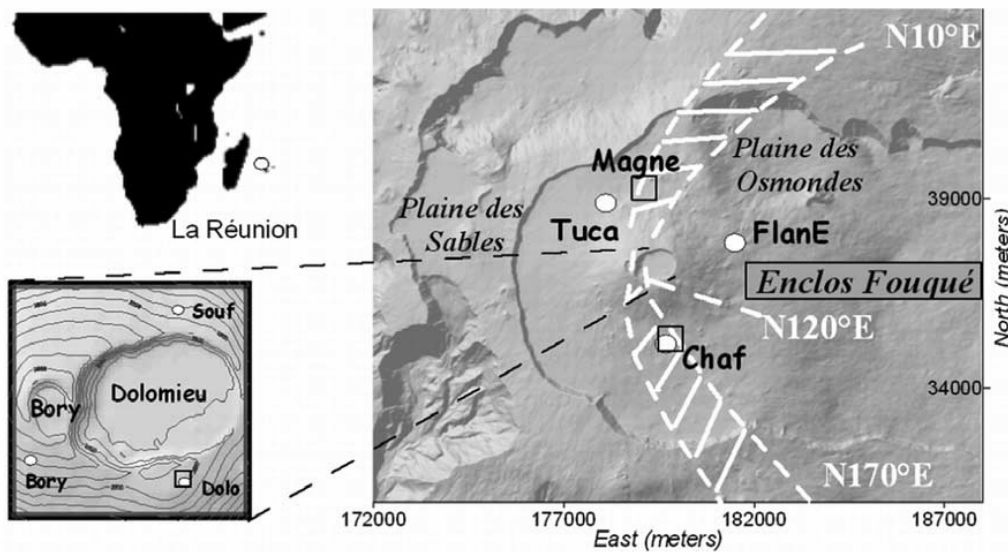 La Réunion
N10°E
Magne
Plaine des
Osmondes
Plaine des
Sables
Tuca
FlanE
39000
Enclos Fouqué
N120°E
Chaf
34000
N170°E
North (meters)
172000
177000
182000
187000
East (meters)
Souf
Dolomieu
Bory
Bory
Dolo